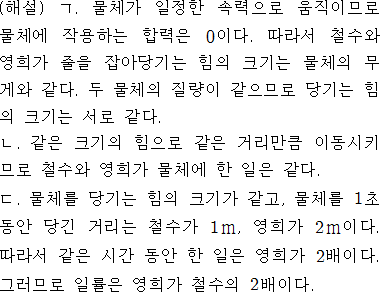 (해설) ㄱ. 물체가 일정한 속력으로 움직이므로
물체에 작용하는 합력은 0이다. 따라서 철수와
영희가 줄을 잡아당기는 힘의 크기는 물체의 무
게와 같다. 두 물체의 질량이 같으므로 당기는 힘
의 크기는 서로 같다.
ㄴ. 같은 크기의 힘으로 같은 거리만큼 이동시키
므로 철수와 영희가 물체에 한 일은 같다.
ㄷ. 물체를 당기는 힘의 크기가 같고, 물체를 1초
동안 당긴 거리는 철수가 1m, 영희가 2m이다.
따라서 같은 시간 동안 한 일은 영희가 2배이다.
그러므로 일률은 영희가 철수의 2배이다.